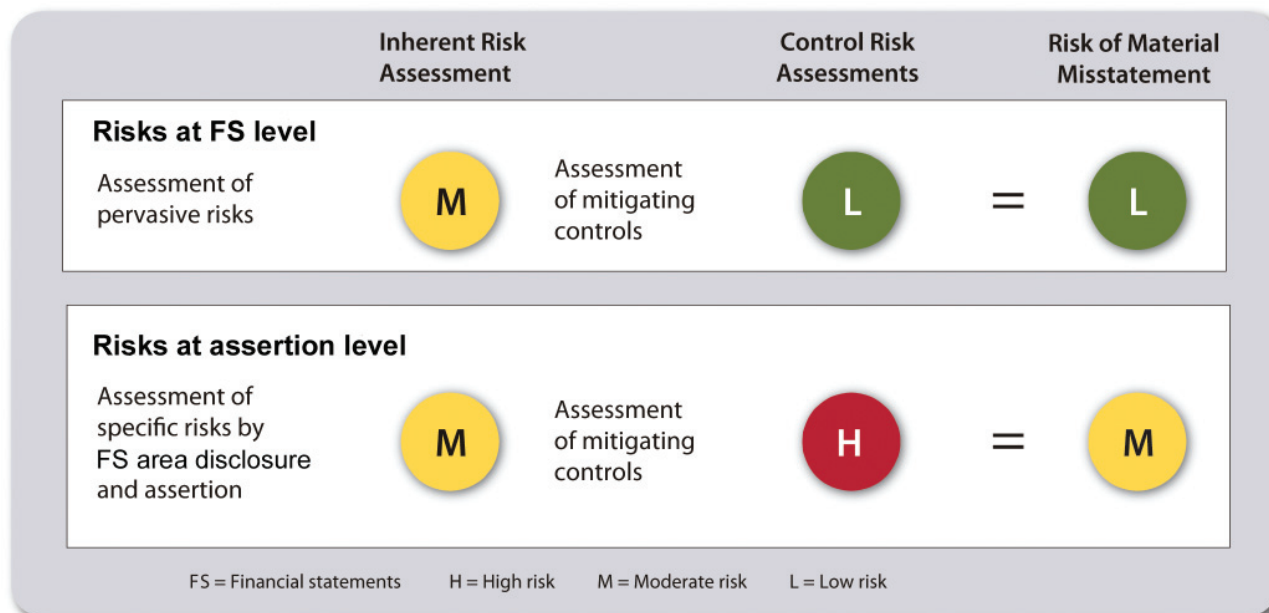 Inherent Risk
Assessment
Control Risk
Assessments
Risk of Material
Misstatement
Risks at FS level
Assessment of
pervasive risks
M
Assessment
of mitigating
controls
L
=
L
Risks at assertion level
Assessment of
specific risks by
FS area disclosure
and assertion
M
Assessment
of mitigating
controls
H
=
M
FS = Financial statements H = High risk M = Moderate risk L = Low risk